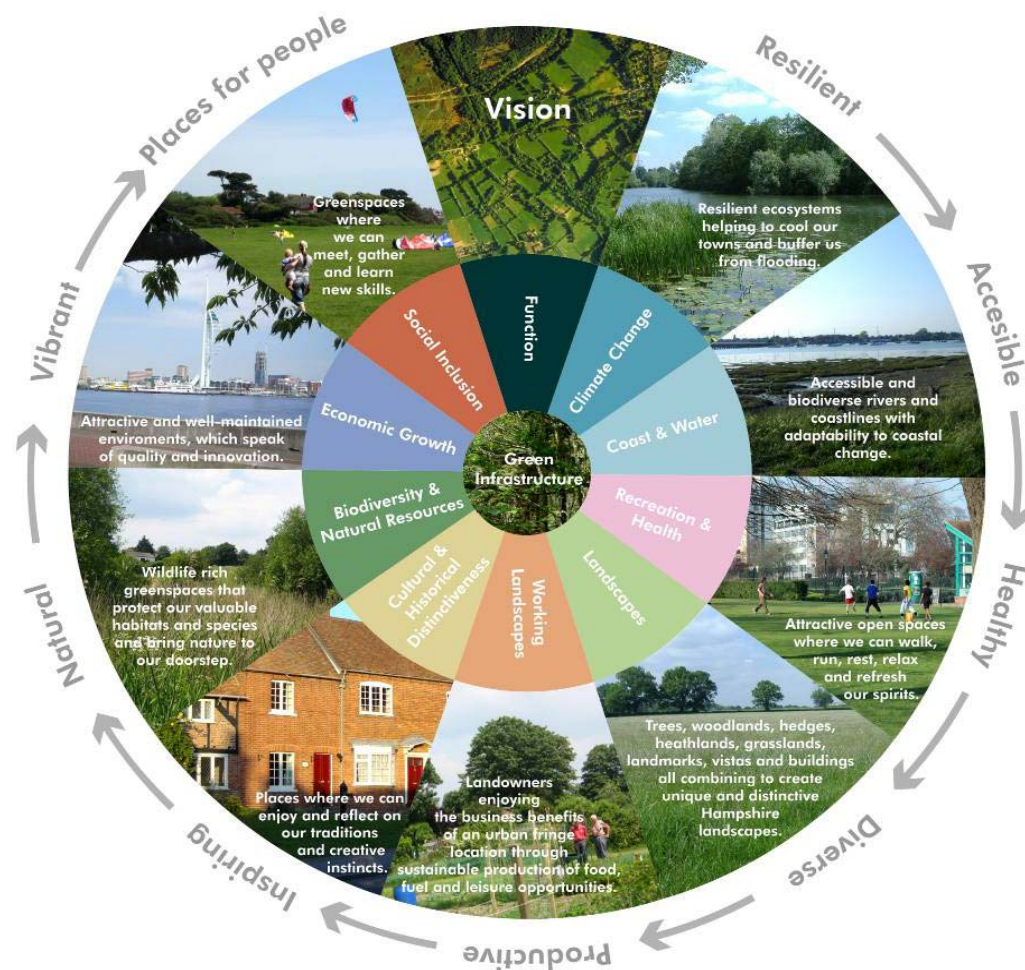 Vision
Function
Green
Infrastructure
Resilient
Climate Change
Resilient ecosystems
helping to cool our
towns and buffer us
from flooding.
Accesible
Coast & Water
Accessible and
biodiverse rivers and
coastlines with
adaptability to coastal
change.
Healthy
Recreation &
Health
Attractive open spaces
where we can walk,
run, rest, relax
and refresh
our spirits.
Diverse
Landscapes
Trees, woodlands, hedges,
heathlands, grasslands,
landmarks, vistas and buildings
all combining to create
unique and distinctive
Hampshire
landscapes.
Productive
Working
Landscapes
Landowners
enjoying
the business benefits
of an urban fringe
location through
sustainable production of food,
fuel and leisure opportunities.
Inspiring
Cultural &
Historical
Distinctiveness
Places where we can
enjoy and reflect on
our traditions
and creative
instincts.
Natural
Biodiversity &
Natural Resources
Wildlife rich
greenspaces that
protect our valuable
habitats and species
and bring nature to
our doorstep.
Vibrant
Economic Growth
Attractive and well-maintained
enviroments, which speak
of quality and innovation.
Places for people
Social Inclusion
Greenspaces
where
we can
meet, gather
and learn
new skills.